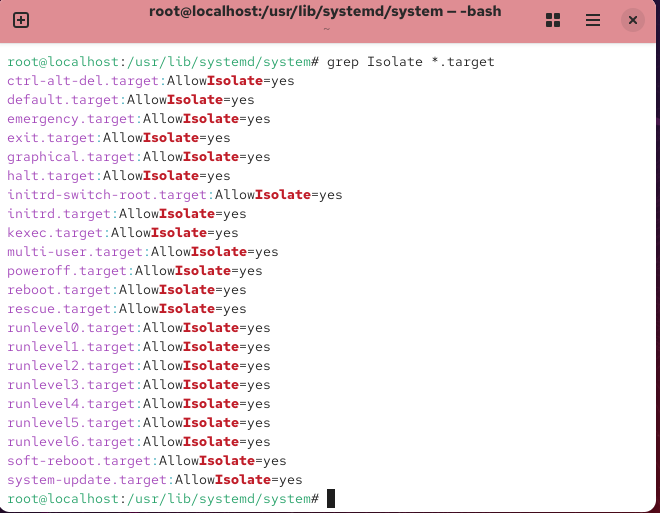 root@localhost:/usr/lib/systemd/system — -bash
~
root@localhost:/usr/lib/systemd/system# grep Isolate *.target
ctrl-alt-del.target:AllowIsolate=yes
default.target:AllowIsolate=yes
emergency.target:AllowIsolate=yes
exit.target:AllowIsolate=yes
graphical.target:AllowIsolate=yes
halt.target:AllowIsolate=yes
initrd-switch-root.target:AllowIsolate=yes
initrd.target:AllowIsolate=yes
kexec.target:AllowIsolate=yes
multi-user.target:AllowIsolate=yes
poweroff.target:AllowIsolate=yes
reboot.target:AllowIsolate=yes
rescue.target:AllowIsolate=yes
runlevel0.target:AllowIsolate=yes
runlevel1.target:AllowIsolate=yes
runlevel2.target:AllowIsolate=yes
runlevel3.target:AllowIsolate=yes
runlevel4.target:AllowIsolate=yes
runlevel5.target:AllowIsolate=yes
runlevel6.target:AllowIsolate=yes
soft-reboot.target:AllowIsolate=yes
system-update.target:AllowIsolate=yes
root@localhost:/usr/lib/systemd/system#